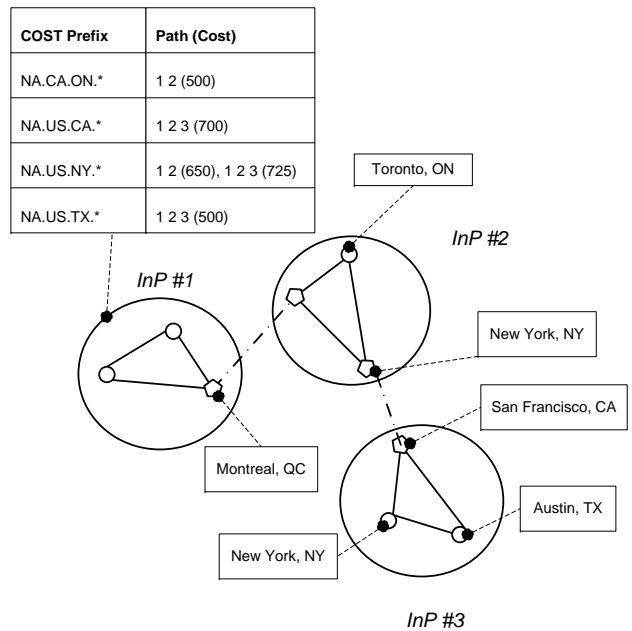 COST Prefix Path (Cost)
NA.CA.ON.* 1 2 (500)
NA.US.CA.* 1 2 3 (700)
NA.US.NY.* 1 2 (650), 1 2 3 (725)
NA.US.TX.* 1 2 3 (500)
Toronto, ON
InP #2
InP #1
New York, NY
San Francisco, CA
Montreal, QC
Austin, TX
New York, NY
InP #3